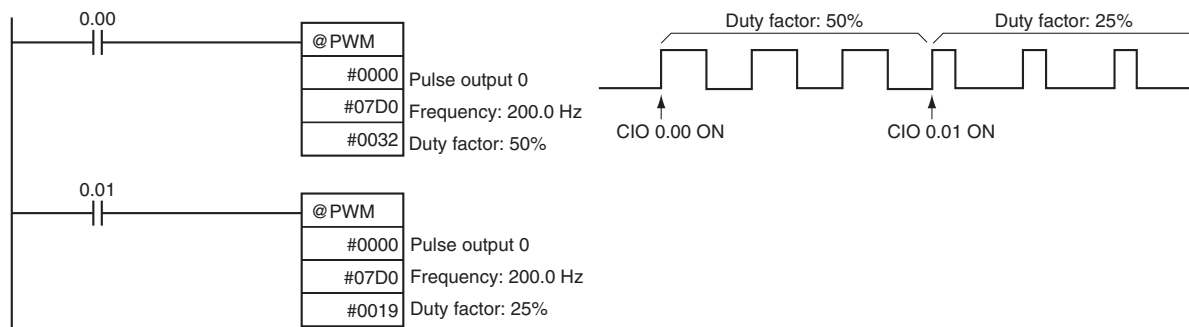 0.00
@PWM
#0000 Pulse output 0
#07D0 Frequency: 200.0 Hz
#0032 Duty factor: 50%
0.01
@PWM
#0000 Pulse output 0
#07D0 Frequency: 200.0 Hz
#0019 Duty factor: 25%
Duty factor: 50%
Duty factor: 25%
CIO 0.00 ON
CIO 0.01 ON